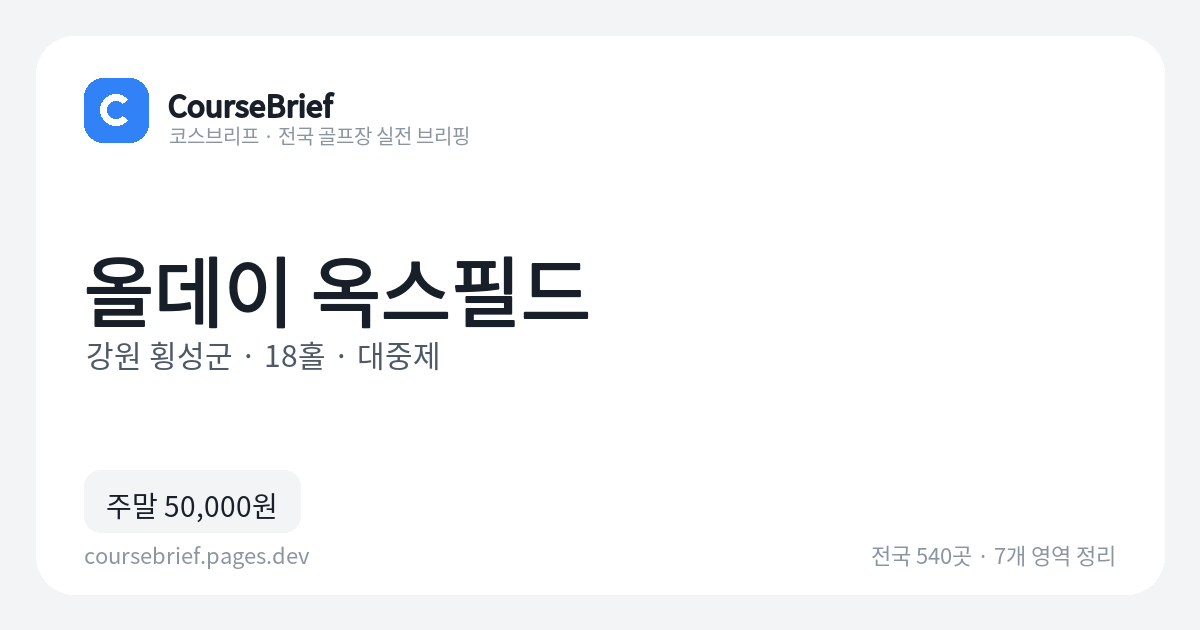 C
CourseBrief
코스브리프 · 전국 골프장 실전 브리핑
올데이 옥스필드
강원 횡성군 · 18홀 · 대중제
주말 50,000원
coursebrief.pages.dev
전국 540곳 · 7개 영역 정리